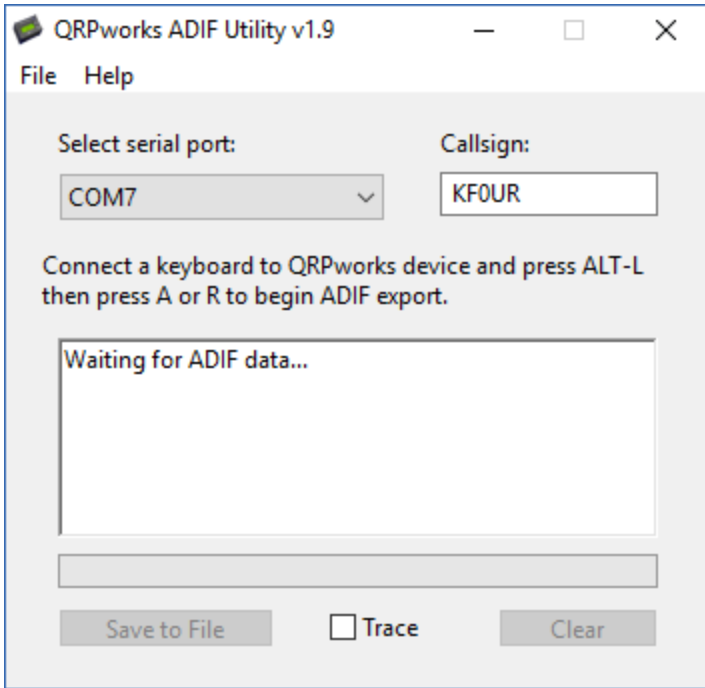 QRPworks ADIF Utility v1.9
File Help
Select serial port: Callsign:
COM7 KF0UR
Connect a keyboard to QRPworks device and press ALT-L
then press A or R to begin ADIF export.
Waiting for ADIF data...
Save to File Trace Clear